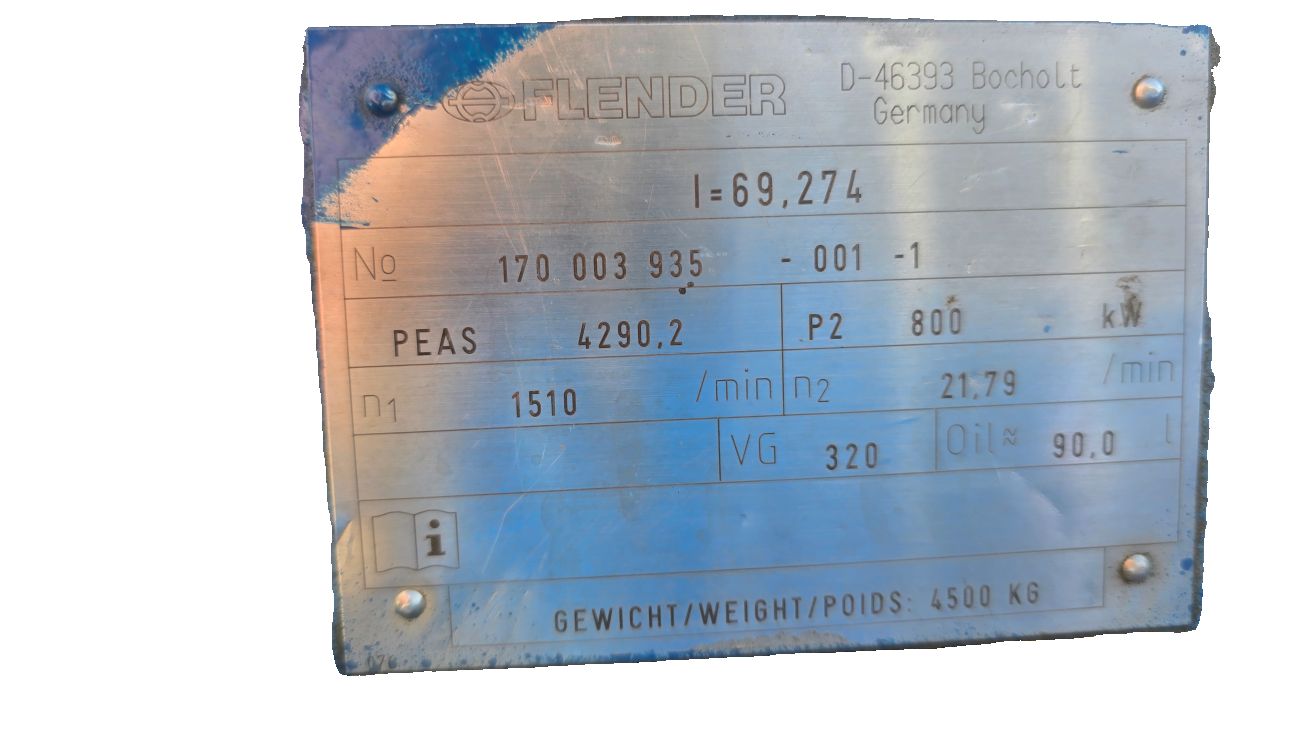 FLENDER D-46393 Bocholt
Germany
I=69,274
No 170 003 935 - 001 -1
PEAS 4290,2 P2 800 kW
n1 1510 /min n2 21,79 /min
VG 320 Oil≈ 90,0 l
i
GEWICHT/WEIGHT/POIDS: 4500 KG